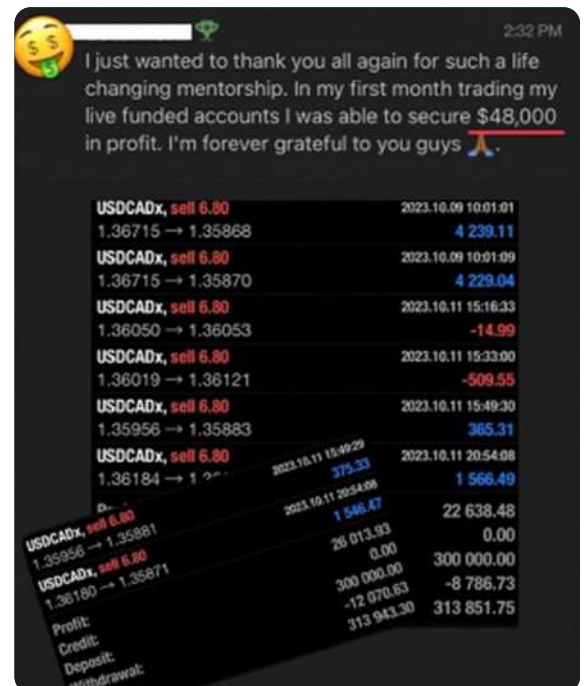 2:32 PM
I just wanted to thank you all again for such a life
changing mentorship. In my first month trading my
live funded accounts I was able to secure $48,000
in profit. I'm forever grateful to you guys 🙏🏾.
USDCADx, sell 6.80 2023.10.09 10:01:01
1.36715 → 1.35868 4 239.11
USDCADx, sell 6.80 2023.10.09 10:01:09
1.36715 → 1.35870 4 229.04
USDCADx, sell 6.80 2023.10.11 15:16:33
1.36050 → 1.36053 -14.99
USDCADx, sell 6.80 2023.10.11 15:33:00
1.36019 → 1.36121 -509.55
USDCADx, sell 6.80 2023.10.11 15:49:30
1.35956 → 1.35883 365.31
USDCADx, sell 6.80 2023.10.11 20:54:08
1.36184 → 1 566.49
22 638.48
0.00
300 000.00
-8 786.73
313 851.75
USDCADx, sell 6.80 2023.10.11 15:49:29
1.35956 → 1.35881 375.33
USDCADx, sell 6.80 2023.10.11 20:54:08
1.36180 → 1.35871 1 546.47
Profit: 26 013.93
Credit: 0.00
Deposit: 300 000.00
Withdrawal: -12 070.63
313 943.30